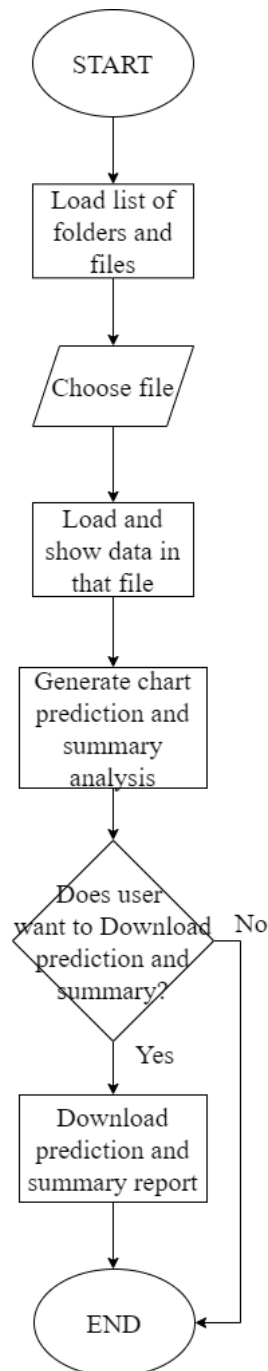 START
Load list of
folders and
files
Choose file
Load and
show data in
that file
Generate chart
prediction and
summary
analysis
Does user
want to Download
prediction and
summary?
No
Yes
Download
prediction and
summary report
END